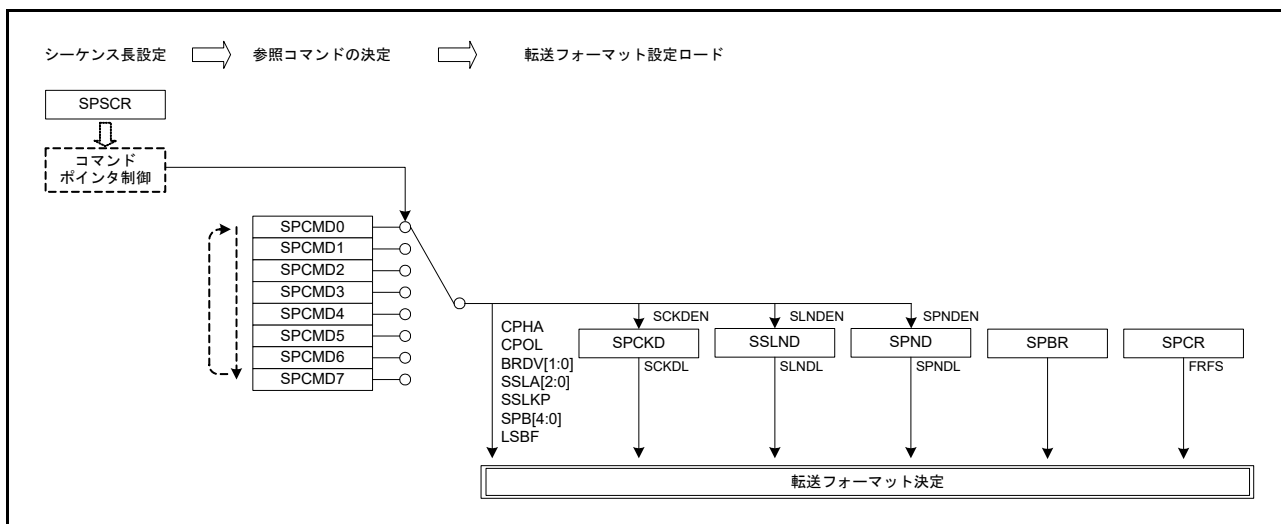 シーケンス長設定
参照コマンドの決定
転送フォーマット設定ロード
SPSCR
コマンド
ポインタ制御
SPCMD0
SPCMD1
SPCMD2
SPCMD3
SPCMD4
SPCMD5
SPCMD6
SPCMD7
CPHA
CPOL
BRDV[1:0]
SSLA[2:0]
SSLKP
SPB[4:0]
LSBF
SCKDEN
SLNDEN
SPNDEN
SPCKD
SSLND
SPND
SPBR
SPCR
SCKDL
SLNDL
SPNDL
FRFS
転送フォーマット決定